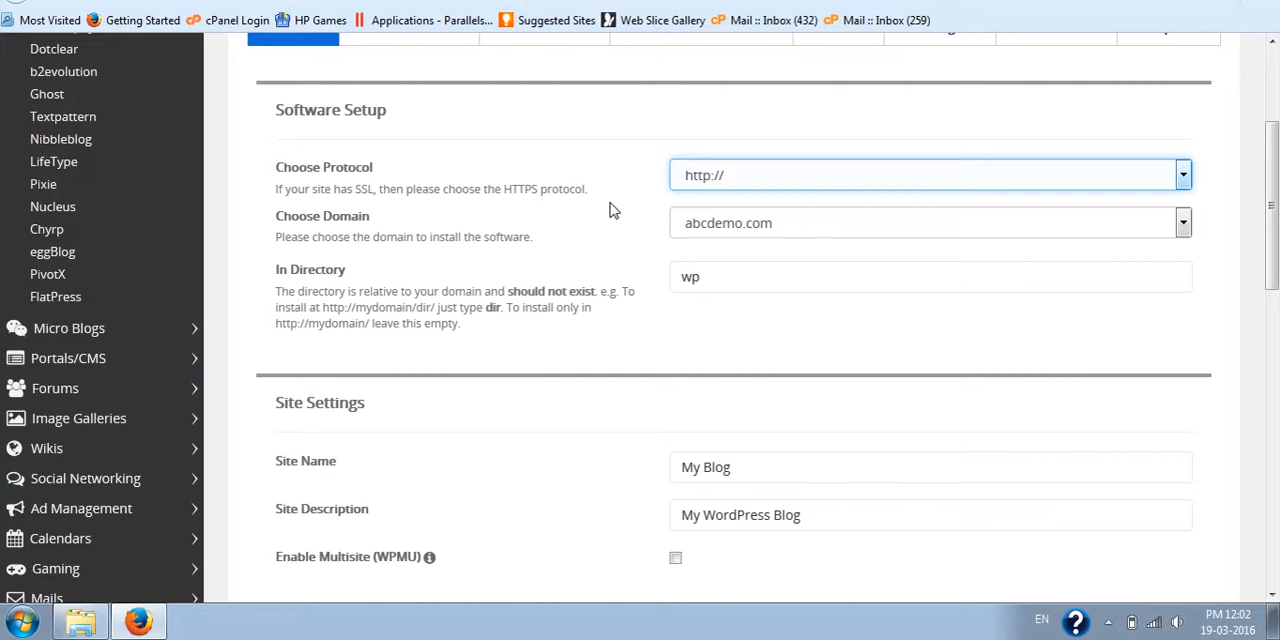 Most Visited Getting Started cPanel Login HP Games Applications - Parallels... Suggested Sites Web Slice Gallery Mail :: Inbox (432) Mail :: Inbox (259)
Dotclear
b2evolution
Ghost
Textpattern
Nibbleblog
LifeType
Pixie
Nucleus
Chyrp
eggBlog
PivotX
FlatPress
Micro Blogs
Portals/CMS
Forums
Image Galleries
Wikis
Social Networking
Ad Management
Calendars
Gaming
Mails
Software Setup
Choose Protocol
If your site has SSL, then please choose the HTTPS protocol.
http://
Choose Domain
Please choose the domain to install the software.
abcdemo.com
In Directory
The directory is relative to your domain and should not exist. e.g. To
install at http://mydomain/dir/ just type dir. To install only in
http://mydomain/ leave this empty.
wp
Site Settings
Site Name
My Blog
Site Description
My WordPress Blog
Enable Multisite (WPMU)
EN
PM 12:02
19-03-2016